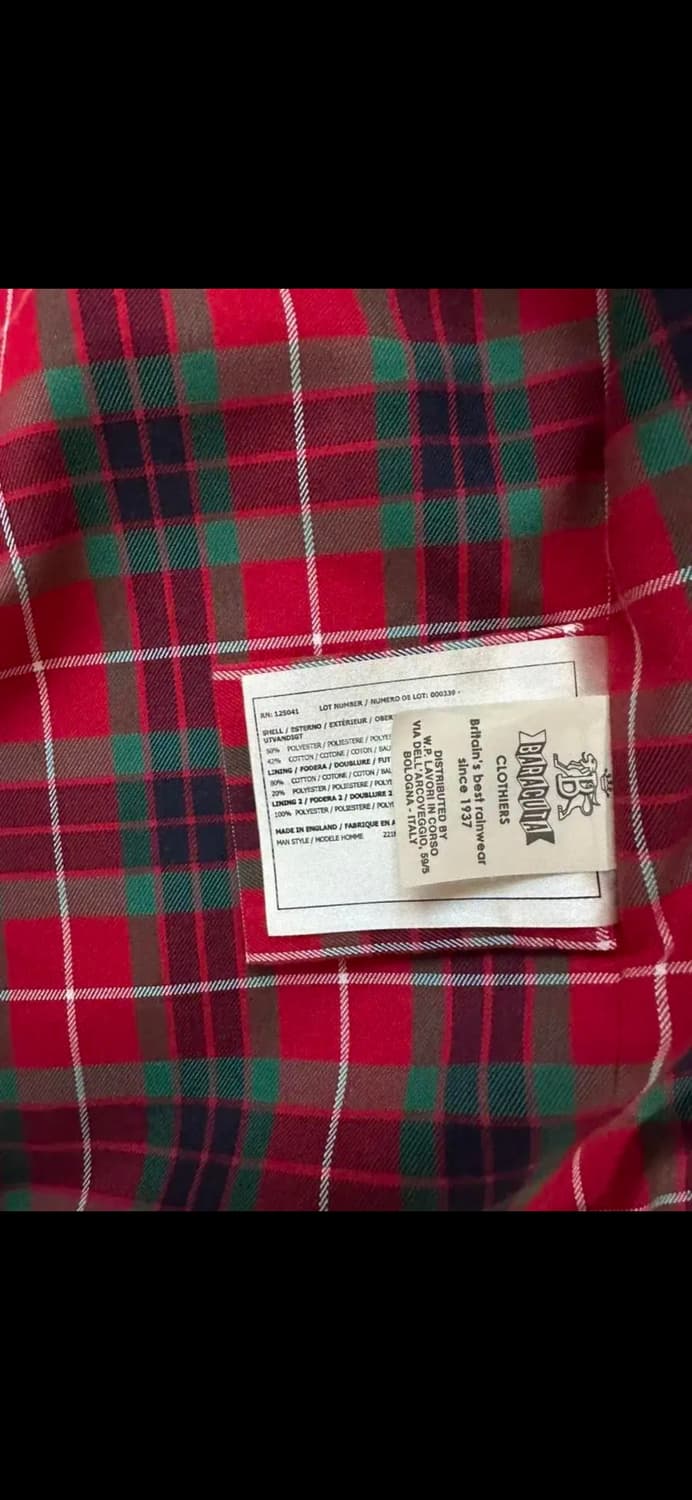 RN: 125041 LOT NUMBER / NUMERO DE LOT: 000339 -
SHELL / ESTERNO / EXTÉRIEUR / OBER
UTVANDIGT
POLYESTER / POLIESTERE / POLYE
42% COTTON / COTONE / COTON / BAU
LINING / FODERA / DOUBLURE / FUT
80% COTTON / COTONE / COTON / BAU
20% POLYESTER / POLIESTERE / POLYE
LINING 2 / FODERA 2 / DOUBLURE 2
100% POLYESTER / POLIESTERE / POLYE
MADE IN ENGLAND / FABRIQUE EN A
MAN STYLE / MODELE HOMME
BARACUTA
CLOTHIERS
Britain's best rainwear
since 1937
DISTRIBUTED BY
W.P. LAVORI IN CORSO
VIA DELL'ARCOVEGGIO, 59/5
BOLOGNA - ITALY